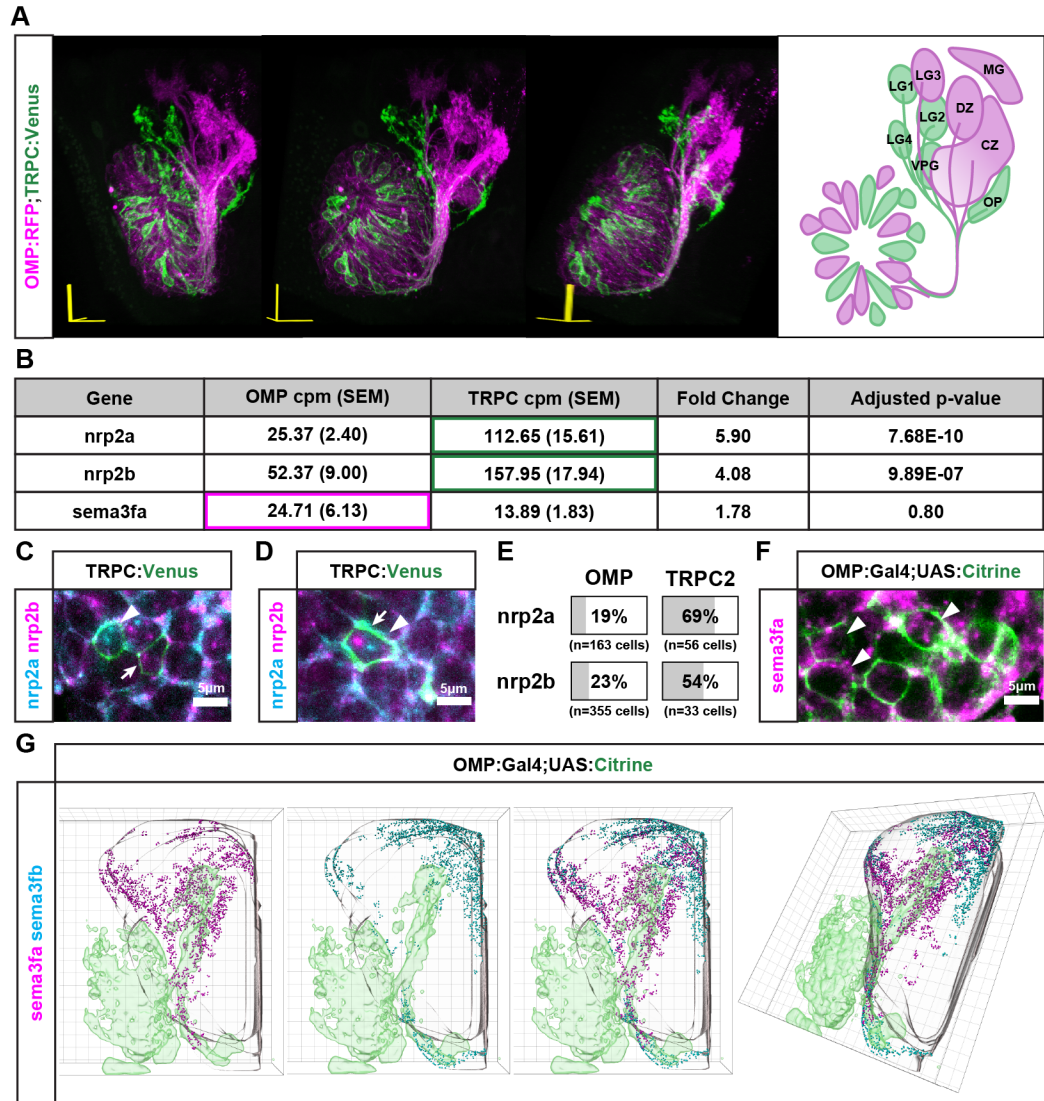 A
OMP:RFP;TRPC:Venus
LG1
LG3
MG
LG2
DZ
LG4
CZ
VPG
OP
B
Gene OMP cpm (SEM) TRPC cpm (SEM) Fold Change Adjusted p-value
nrp2a 25.37 (2.40) 112.65 (15.61) 5.90 7.68E-10
nrp2b 52.37 (9.00) 157.95 (17.94) 4.08 9.89E-07
sema3fa 24.71 (6.13) 13.89 (1.83) 1.78 0.80
C
TRPC:Venus
nrp2a nrp2b
5µm
D
TRPC:Venus
nrp2a nrp2b
5µm
E
OMP TRPC2
nrp2a 19% 69%
(n=163 cells) (n=56 cells)
nrp2b 23% 54%
(n=355 cells) (n=33 cells)
F
OMP:Gal4;UAS:Citrine
sema3fa
5µm
G
OMP:Gal4;UAS:Citrine
sema3fa sema3fb